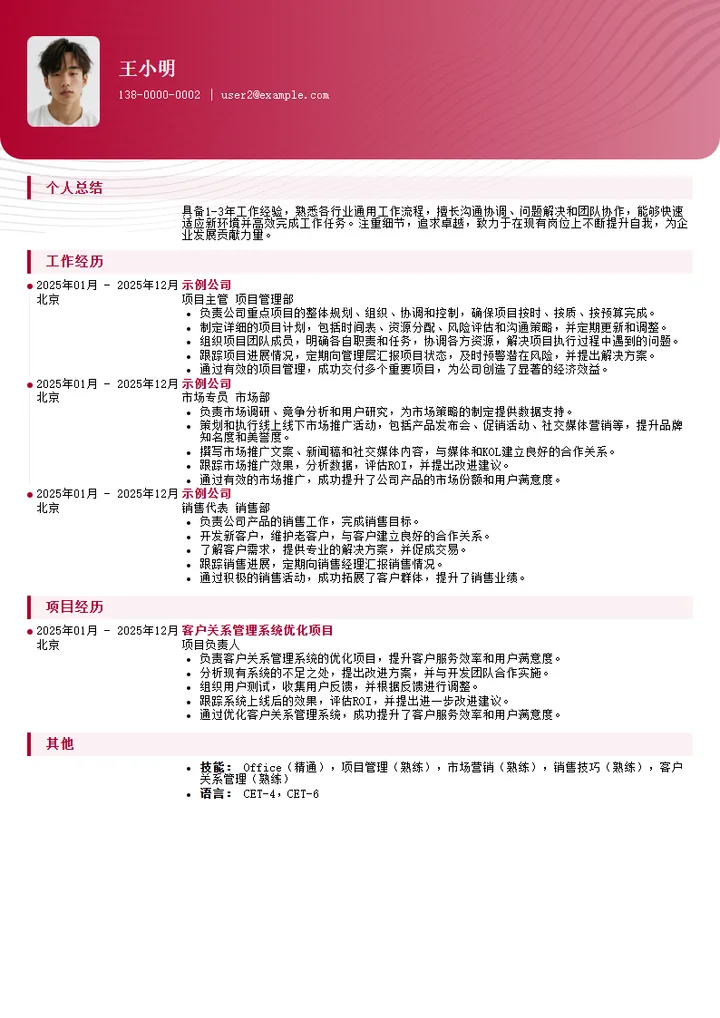 王小明
138-0000-0002 | user2@example.com
个人总结
具备1-3年工作经验，熟悉各行业通用工作流程，擅长沟通协调、问题解决和团队协作，能够快速
适应新环境并高效完成工作任务。注重细节，追求卓越，致力于在现有岗位上不断提升自我，为企
业发展贡献力量。
工作经历
2025年01月 - 2025年12月 示例公司
北京 项目主管 项目管理部
• 负责公司重点项目的整体规划、组织、协调和控制，确保项目按时、按质、按预算完成。
• 制定详细的项目计划，包括时间表、资源分配、风险评估和沟通策略，并定期更新和调整。
• 组织项目团队成员，明确各自职责和任务，协调各方资源，解决项目执行过程中遇到的问题。
• 跟踪项目进展情况，定期向管理层汇报项目状态，及时预警潜在风险，并提出解决方案。
• 通过有效的项目管理，成功交付多个重要项目，为公司创造了显著的经济效益。
2025年01月 - 2025年12月 示例公司
北京 市场专员 市场部
• 负责市场调研、竞争分析和用户研究，为市场策略的制定提供数据支持。
• 策划和执行线上线下市场推广活动，包括产品发布会、促销活动、社交媒体营销等，提升品牌
知名度和美誉度。
• 撰写市场推广文案、新闻稿和社交媒体内容，与媒体和KOL建立良好的合作关系。
• 跟踪市场推广效果，分析数据，评估ROI，并提出改进建议。
• 通过有效的市场推广，成功提升了公司产品的市场份额和用户满意度。
2025年01月 - 2025年12月 示例公司
北京 销售代表 销售部
• 负责公司产品的销售工作，完成销售目标。
• 开发新客户，维护老客户，与客户建立良好的合作关系。
• 了解客户需求，提供专业的解决方案，并促成交易。
• 跟踪销售进展，定期向销售经理汇报销售情况。
• 通过积极的销售活动，成功拓展了客户群体，提升了销售业绩。
项目经历
2025年01月 - 2025年12月 客户关系管理系统优化项目
北京 项目负责人
• 负责客户关系管理系统的优化项目，提升客户服务效率和用户满意度。
• 分析现有系统的不足之处，提出改进方案，并与开发团队合作实施。
• 组织用户测试，收集用户反馈，并根据反馈进行调整。
• 跟踪系统上线后的效果，评估ROI，并提出进一步改进建议。
• 通过优化客户关系管理系统，成功提升了客户服务效率和用户满意度。
其他
• 技能： Office（精通），项目管理（熟练），市场营销（熟练），销售技巧（熟练），客户
关系管理（熟练）
• 语言： CET-4，CET-6